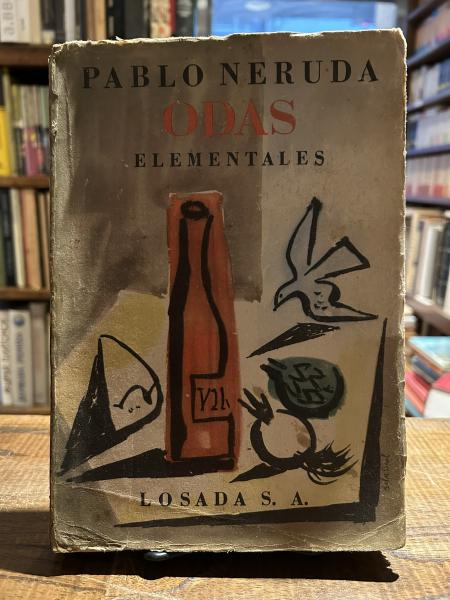 PABLO NERUDA
ODAS
ELEMENTALES
LOSADA S. A.